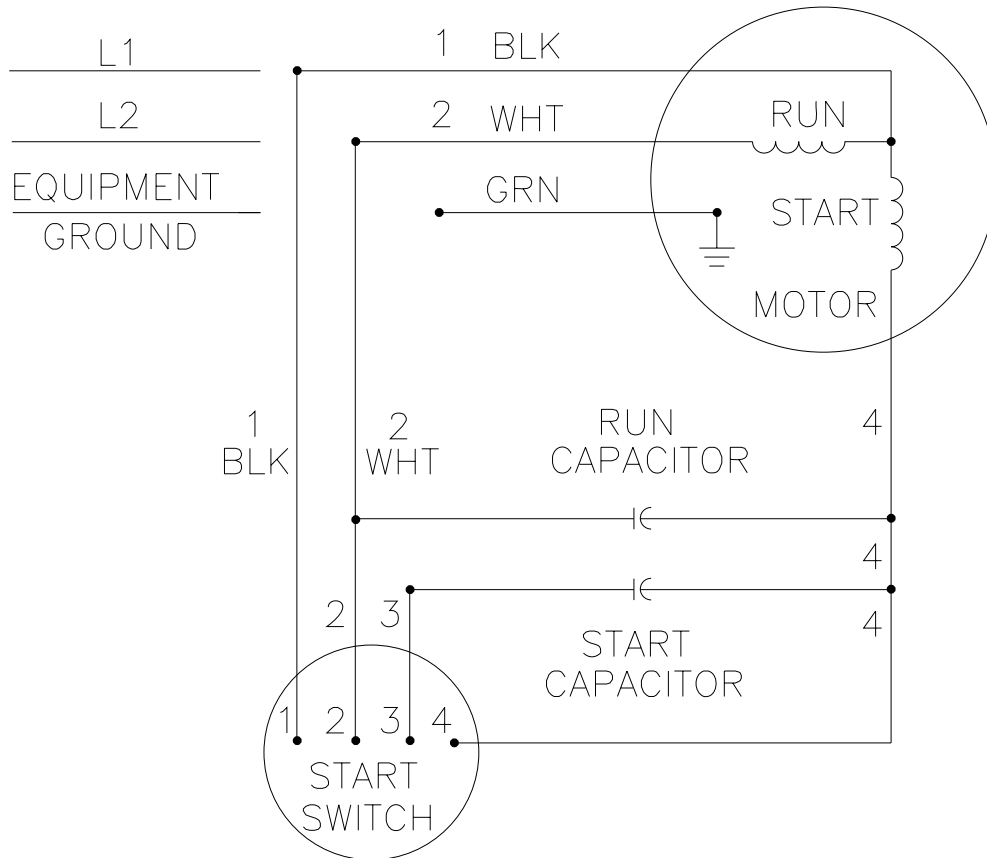 L1
1 BLK
L2
2 WHT
RUN
EQUIPMENT
GROUND
GRN
START
MOTOR
1
BLK
2
WHT
RUN
CAPACITOR
4
4
2
3
4
START
CAPACITOR
1
2
3
4
START
SWITCH